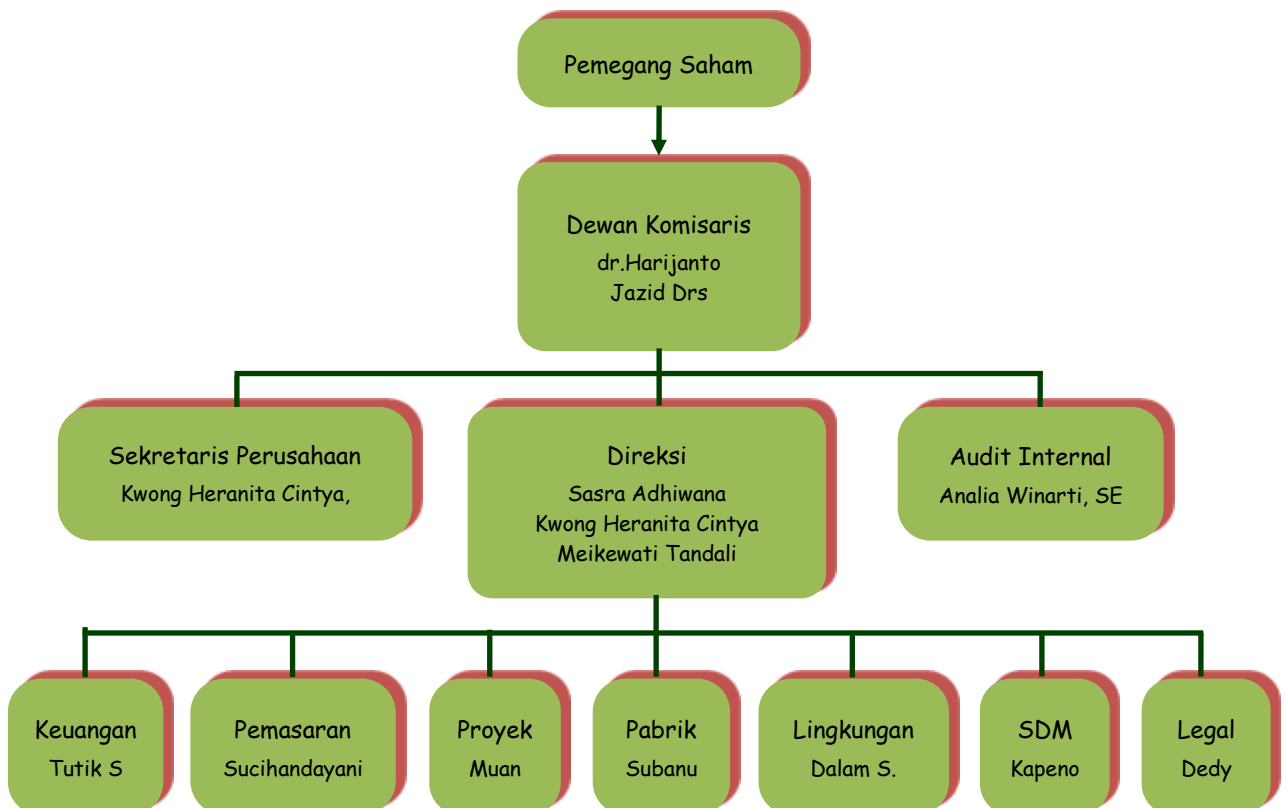 Pemegang Saham
Dewan Komisaris
dr.Harijanto
Jazid Drs
Sekretaris Perusahaan
Kwong Heranita Cintya,
Direksi
Sasra Adhiwana
Kwong Heranita Cintya
Meikewati Tandali
Audit Internal
Analia Winarti, SE
Keuangan
Tutik S
Pemasaran
Sucihandayani
Proyek
Muan
Pabrik
Subanu
Lingkungan
Dalam S.
SDM
Kapeno
Legal
Dedy